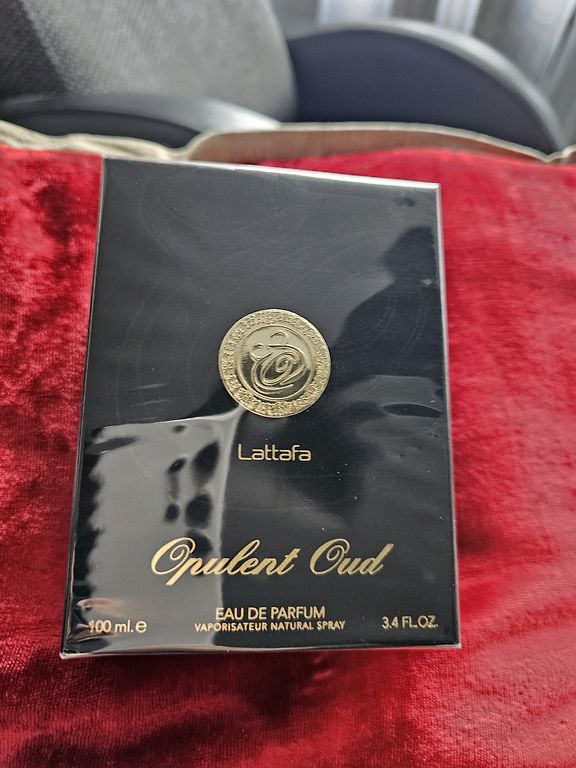 Lattafa
Opulent Oud
EAU DE PARFUM
100 ml. e VAPORISATEUR NATURAL SPRAY 3.4 FL.OZ.